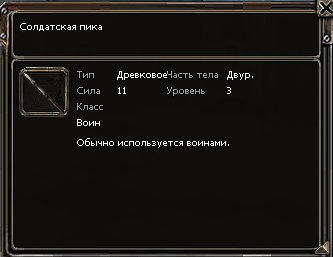 Солдатская пика
Тип Древковое Часть тела Двур.
Сила 11 Уровень 3
Класс
Воин
Обычно используется воинами.